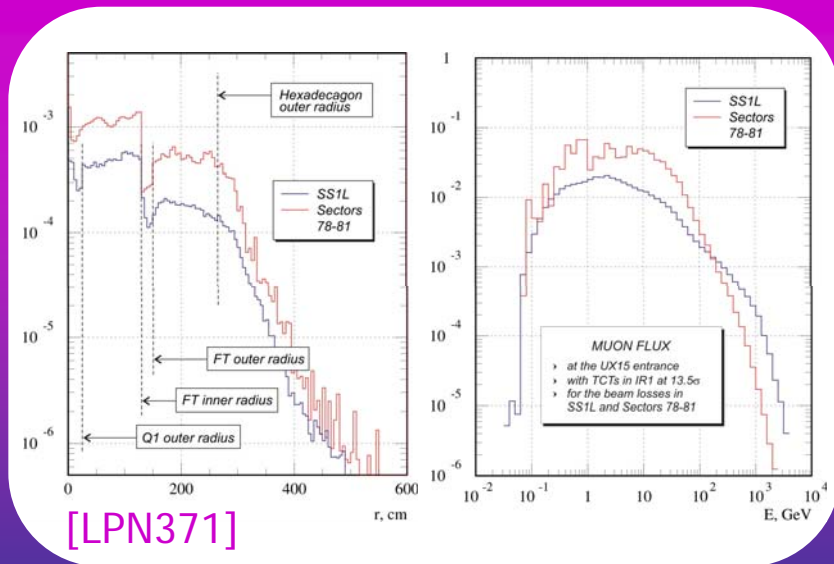 10⁻³
10⁻⁴
10⁻⁵
10⁻⁶
0
200
400
600
r, cm
Hexadecagon
outer radius
SS1L
Sectors
78-81
FT outer radius
FT inner radius
Q1 outer radius
1
10⁻¹
10⁻²
10⁻³
10⁻⁴
10⁻⁵
10⁻⁶
10⁻²
10⁻¹
1
10
10²
10³
10⁴
E, GeV
SS1L
Sectors
78-81
MUON FLUX
› at the UX15 entrance
› with TCTs in IR1 at 13.5σ
› for the beam losses in
SS1L and Sectors 78-81
[LPN371]